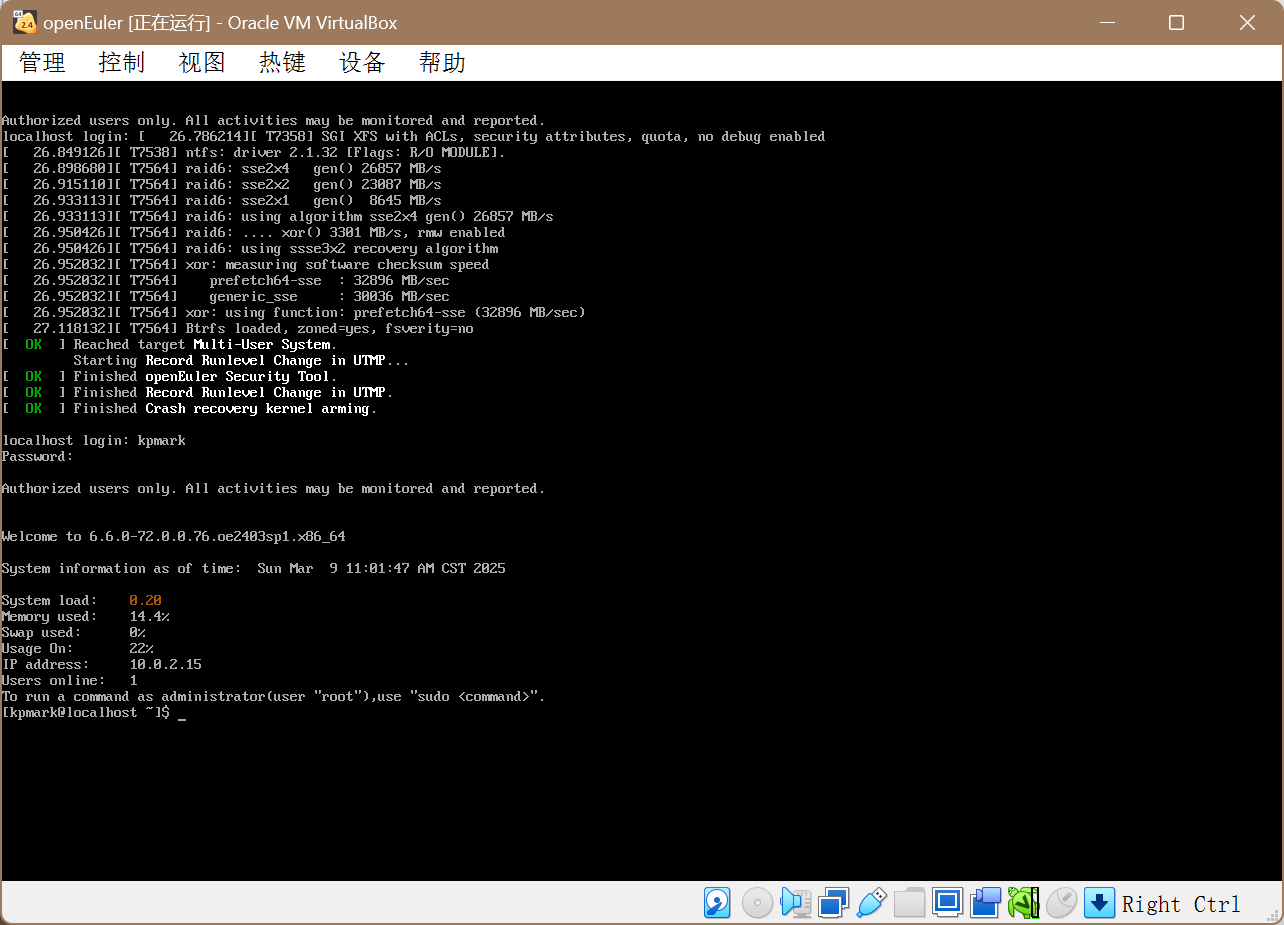 openEuler [正在运行] - Oracle VM VirtualBox
管理 控制 视图 热键 设备 帮助
Authorized users only. All activities may be monitored and reported.
localhost login: [   26.786214][ T7358] SGI XFS with ACLs, security attributes, quota, no debug enabled
[   26.849126][ T7538] ntfs: driver 2.1.32 [Flags: R/O MODULE].
[   26.898680][ T7564] raid6: sse2x4   gen() 26857 MB/s
[   26.915110][ T7564] raid6: sse2x2   gen() 23087 MB/s
[   26.933113][ T7564] raid6: sse2x1   gen()  8645 MB/s
[   26.933113][ T7564] raid6: using algorithm sse2x4 gen() 26857 MB/s
[   26.950426][ T7564] raid6: .... xor() 3301 MB/s, rmw enabled
[   26.950426][ T7564] raid6: using ssse3x2 recovery algorithm
[   26.952032][ T7564] xor: measuring software checksum speed
[   26.952032][ T7564]    prefetch64-sse  : 32896 MB/sec
[   26.952032][ T7564]    generic_sse     : 30036 MB/sec
[   26.952032][ T7564] xor: using function: prefetch64-sse (32896 MB/sec)
[   27.118132][ T7564] Btrfs loaded, zoned=yes, fsverity=no
[  OK  ] Reached target Multi-User System.
         Starting Record Runlevel Change in UTMP...
[  OK  ] Finished openEuler Security Tool.
[  OK  ] Finished Record Runlevel Change in UTMP.
[  OK  ] Finished Crash recovery kernel arming.
localhost login: kpmark
Password:
Authorized users only. All activities may be monitored and reported.
Welcome to 6.6.0-72.0.0.76.oe2403sp1.x86_64
System information as of time:  Sun Mar  9 11:01:47 AM CST 2025
System load:    0.20
Memory used:    14.4%
Swap used:      0%
Usage On:       22%
IP address:     10.0.2.15
Users online:   1
To run a command as administrator(user "root"),use "sudo <command>".
[kpmark@localhost ~]$ _
Right Ctrl